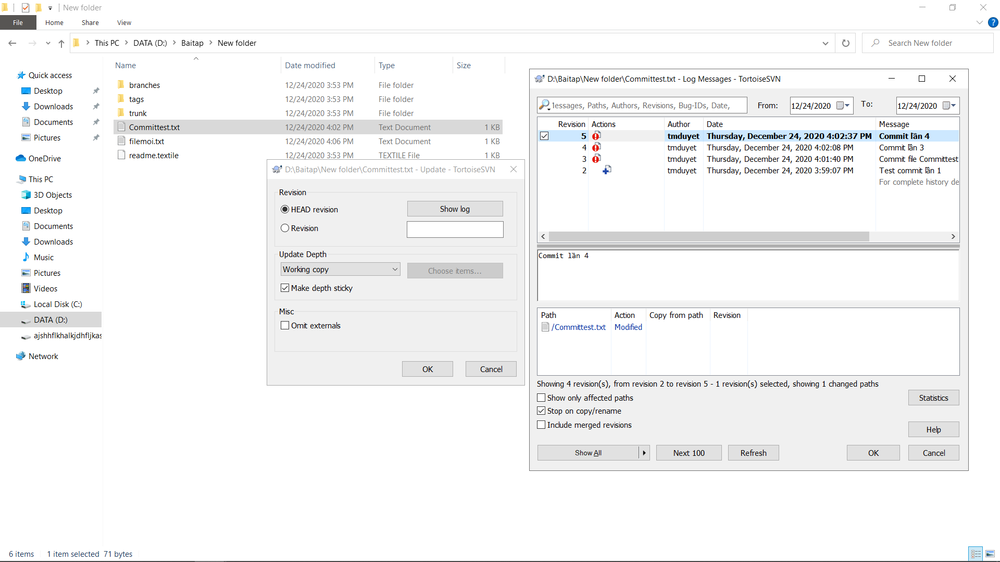 New folder
File Home Share View
This PC DATA (D:) Baitap New folder
Search New folder
Name Date modified Type Size
branches 12/24/2020 3:53 PM File folder
tags 12/24/2020 3:53 PM File folder
trunk 12/24/2020 3:53 PM File folder
Committest.txt 12/24/2020 4:02 PM Text Document 1 KB
filemoi.txt 12/24/2020 4:06 PM Text Document 1 KB
readme.textile 12/24/2020 3:53 PM TEXTILE File 1 KB
Quick access
Desktop
Downloads
Documents
Pictures
OneDrive
This PC
3D Objects
Desktop
Documents
Downloads
Music
Pictures
Videos
Local Disk (C:)
DATA (D:)
ajshhflkhalkjdhfljkas
Network
6 items 1 item selected 71 bytes
D:\Baitap\New folder\Committest.txt - Update - TortoiseSVN
Revision
HEAD revision
Show log
Revision
Update Depth
Working copy
Choose items...
Make depth sticky
Misc
Omit externals
OK Cancel
D:\Baitap\New folder\Committest.txt - Log Messages - TortoiseSVN
Messages, Paths, Authors, Revisions, Bug-IDs, Date, From: 12/24/2020 To: 12/24/2020
Revision Actions Author Date Message
5 tmduyet Thursday, December 24, 2020 4:02:37 PM Commit lần 4
4 tmduyet Thursday, December 24, 2020 4:02:08 PM Commit lần 3
3 tmduyet Thursday, December 24, 2020 4:01:40 PM Commit file Committest
2 tmduyet Thursday, December 24, 2020 3:59:07 PM Test commit lần 1
For complete history de
Commit lần 4
Path Action Copy from path Revision
/Committest.txt Modified
Showing 4 revision(s), from revision 2 to revision 5 - 1 revision(s) selected, showing 1 changed paths
Show only affected paths
Statistics
Stop on copy/rename
Include merged revisions
Help
Show All Next 100 Refresh OK Cancel